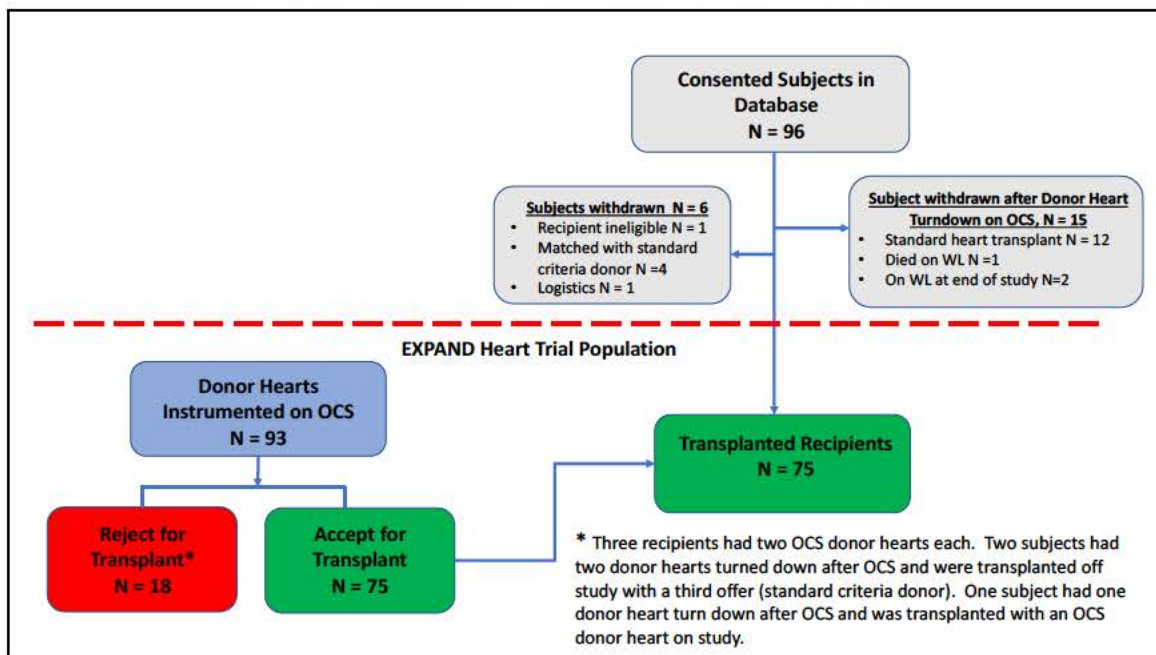 Consented Subjects in
Database
N = 96
Subjects withdrawn N = 6
• Recipient ineligible N = 1
• Matched with standard
criteria donor N =4
• Logistics N = 1
Subject withdrawn after Donor Heart
Turndown on OCS, N = 15
• Standard heart transplant N = 12
• Died on WL N =1
• On WL at end of study N=2
EXPAND Heart Trial Population
Donor Hearts
Instrumented on OCS
N = 93
Transplanted Recipients
N = 75
Reject for
Transplant*
N = 18
Accept for
Transplant
N = 75
* Three recipients had two OCS donor hearts each. Two subjects had
two donor hearts turned down after OCS and were transplanted off
study with a third offer (standard criteria donor). One subject had one
donor heart turn down after OCS and was transplanted with an OCS
donor heart on study.